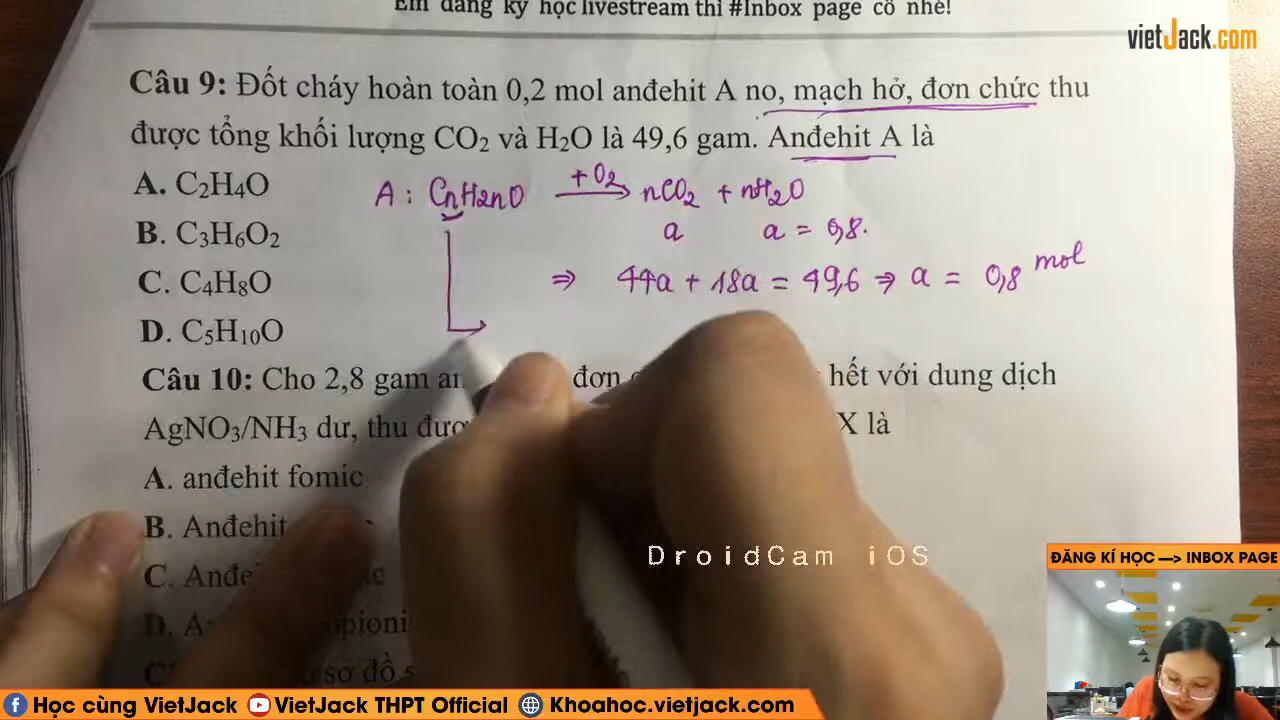 Em đăng ký học livestream thì #Inbox page cô nhé!
vietJack.com
Câu 9: Đốt cháy hoàn toàn 0,2 mol anđehit A no, mạch hở, đơn chức thu
được tổng khối lượng CO2 và H2O là 49,6 gam. Anđehit A là
A. C2H4O
A : CnH2nO +O2 → nCO2 + nH2O
B. C3H6O2
a a = 0,8.
C. C4H8O
⇒ 44a + 18a = 49,6 ⇒ a = 0,8 mol
D. C5H10O
Câu 10: Cho 2,8 gam đơn hết với dung dịch
AgNO3/NH3 dư, thu X là
A. anđehit fomic
B. Anđehit
C.
D.
sơ đồ
DroidCam iOS
ĐĂNG KÍ HỌC —> INBOX PAGE
Học cùng VietJack VietJack THPT Official Khoahoc.vietjack.com